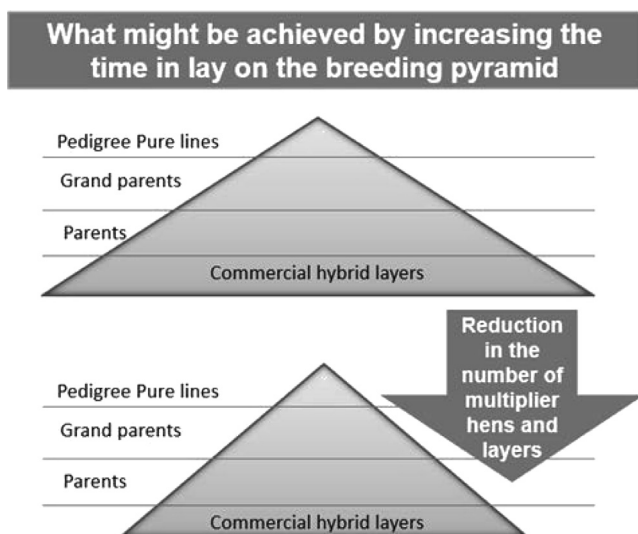 What might be achieved by increasing the
time in lay on the breeding pyramid
Pedigree Pure lines
Grand parents
Parents
Commercial hybrid layers
Reduction
in the
number of
multiplier
hens and
layers
Pedigree Pure lines
Grand parents
Parents
Commercial hybrid layers